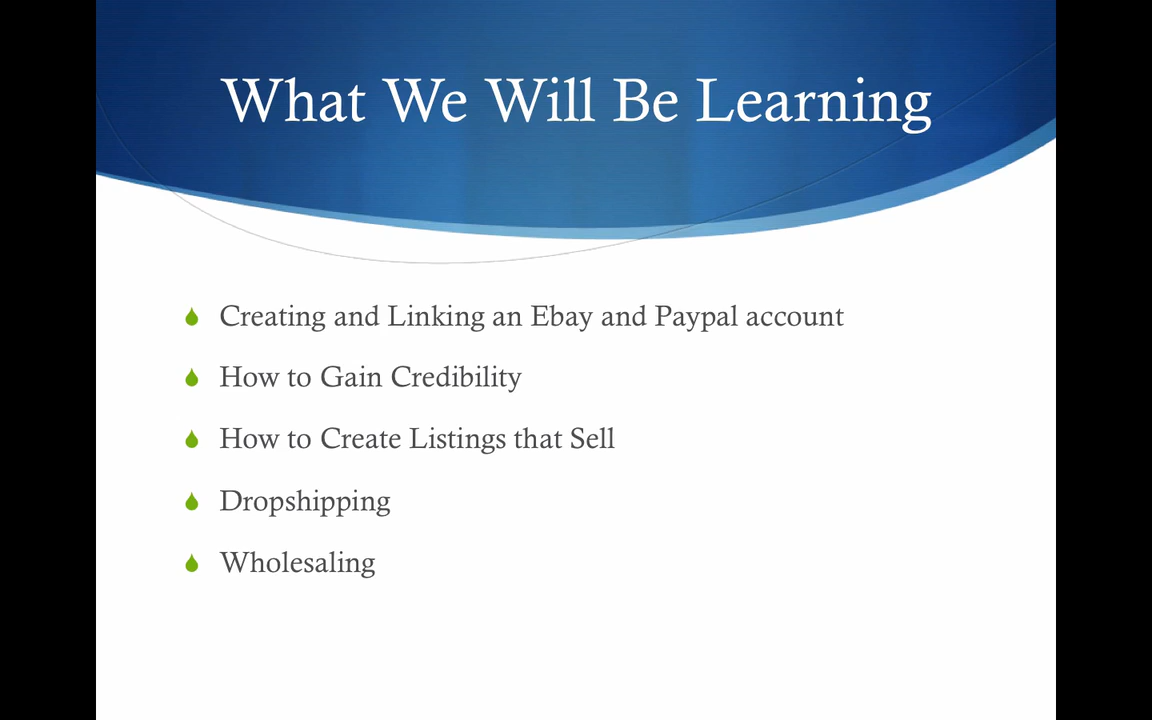 What We Will Be Learning
Creating and Linking an Ebay and Paypal account
How to Gain Credibility
How to Create Listings that Sell
Dropshipping
Wholesaling